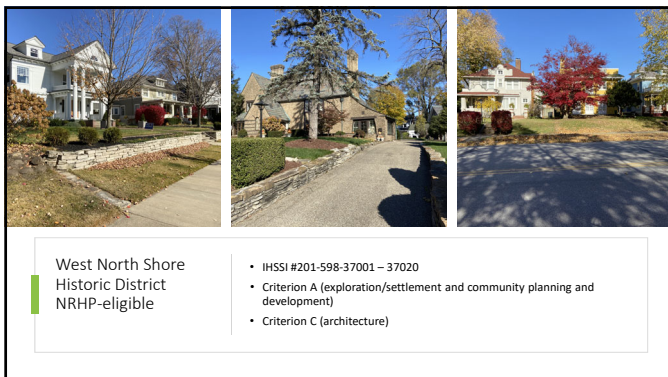 West North Shore
Historic District
NRHP-eligible
• IHSSI #201-598-37001 – 37020
• Criterion A (exploration/settlement and community planning and
development)
• Criterion C (architecture)